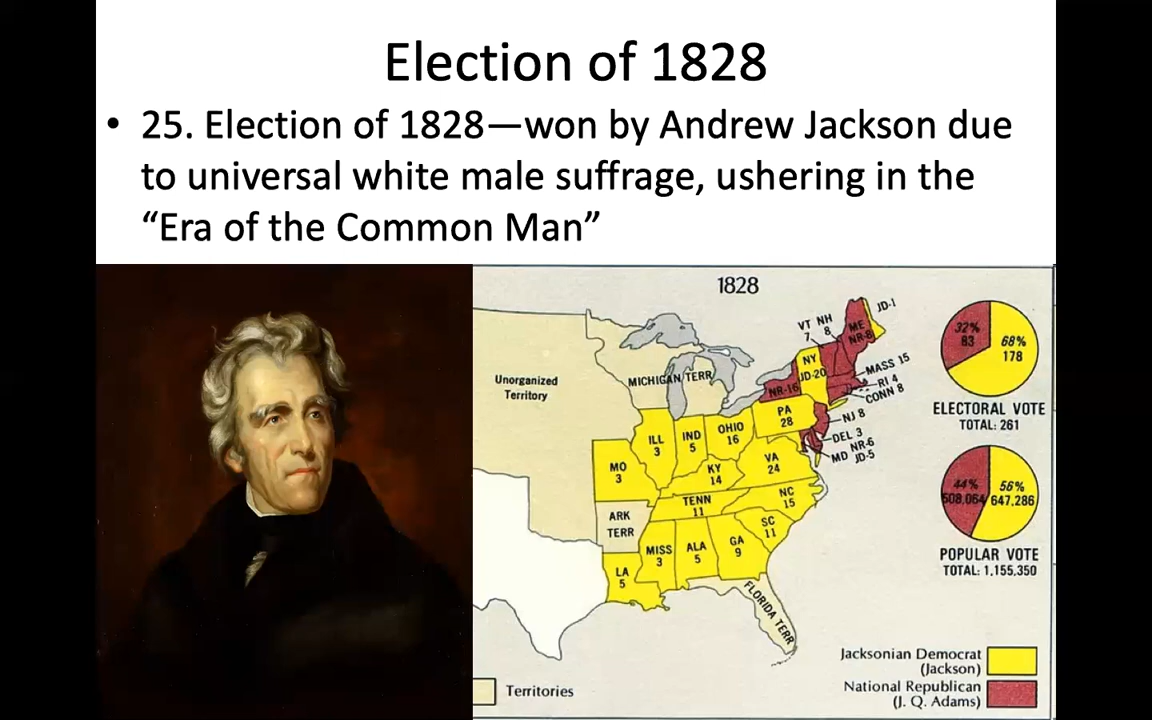 Election of 1828
• 25. Election of 1828—won by Andrew Jackson due
to universal white male suffrage, ushering in the
“Era of the Common Man”
1828
Unorganized
Territory
MICHIGAN TERR
VT
7
NH
8
ME
NR-8
JD-1
NY
JD-20
NR-16
MASS 15
RI 4
CONN 8
PA
28
NJ 8
DEL 3
MD NR-6
JD-5
ILL
3
IND
5
OHIO
16
MO
3
KY
14
VA
24
TENN
11
NC
15
ARK
TERR
SC
11
MISS
3
ALA
5
GA
9
LA
5
FLORIDA TERR
32%
83
68%
178
ELECTORAL VOTE
TOTAL: 261
44%
508,064
56%
647,286
POPULAR VOTE
TOTAL: 1,155,350
Jacksonian Democrat
(Jackson)
National Republican
(J. Q. Adams)
Territories